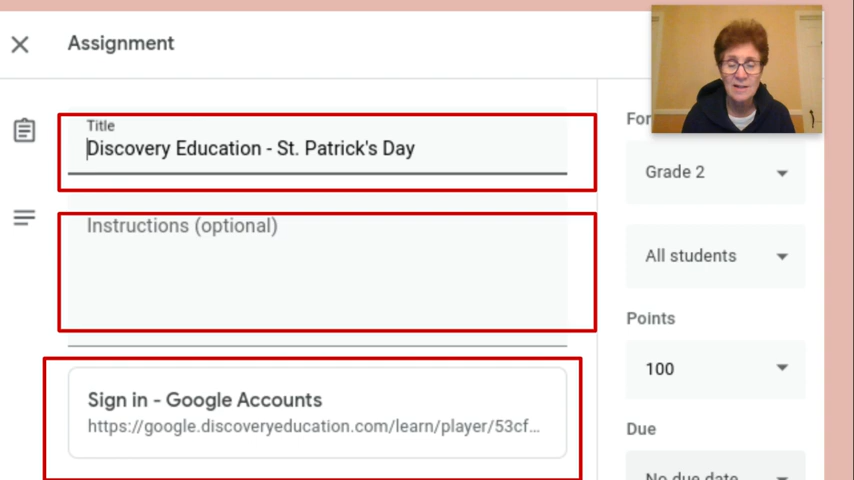 Assignment
Title
Discovery Education - St. Patrick's Day
Instructions (optional)
Sign in - Google Accounts
https://google.discoveryeducation.com/learn/player/53cf...
For
Grade 2
All students
Points
100
Due
No due date